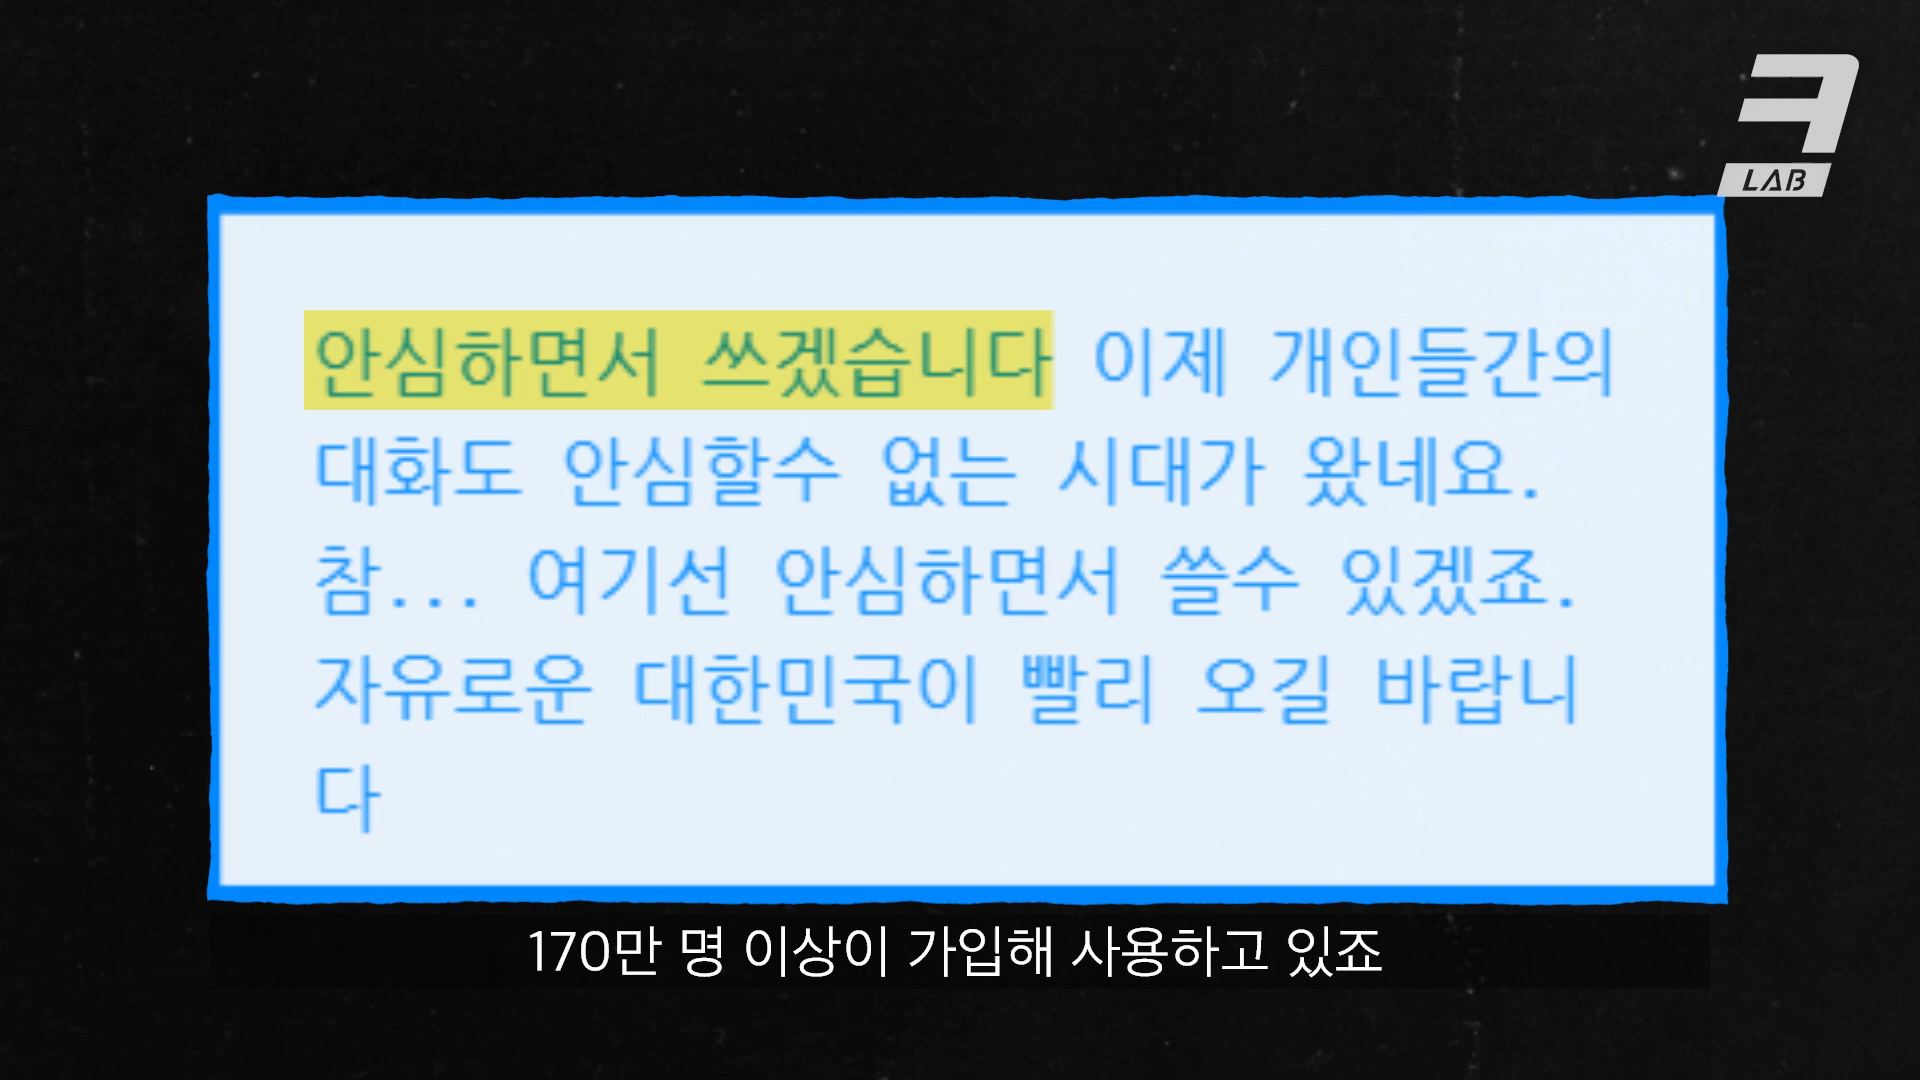 ㅋ
LAB
안심하면서 쓰겠습니다 이제 개인들간의
대화도 안심할수 없는 시대가 왔네요.
참... 여기선 안심하면서 쓸수 있겠죠.
자유로운 대한민국이 빨리 오길 바랍니
다
170만 명 이상이 가입해 사용하고 있죠